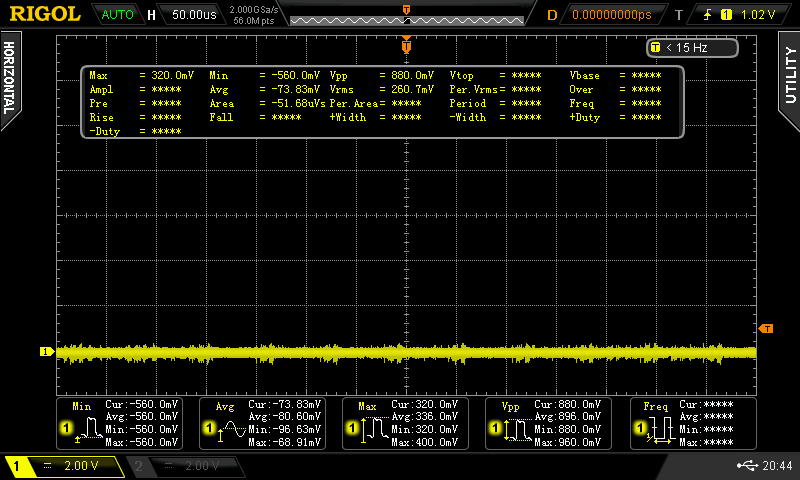 RIGOL AUTO H 50.00us 2.000GSa/s 56.0M pts T D 0.00000000ps T 1 1.02 V
HORIZONTAL
UTILITY
T
T < 15 Hz
Max = 320.0mV Min = -560.0mV Vpp = 880.0mV Vtop = ***** Vbase = *****
Ampl = ***** Avg = -73.83mV Vrms = 260.7mV Per.Vrms= ***** Over = *****
Pre = ***** Area = -51.68uVs Per.Area= ***** Period = ***** Freq = *****
Rise = ***** Fall = ***** +Width = ***** -Width = ***** +Duty = *****
-Duty = *****
T
1
Min Cur:-560.0mV Avg Cur:-73.83mV Max Cur:320.0mV Vpp Cur:880.0mV Freq Cur:*****
Avg:-560.0mV Avg:-80.60mV Avg:336.0mV Avg:896.0mV Avg:*****
1 Min:-560.0mV 1 Min:-96.63mV 1 Min:320.0mV 1 Min:880.0mV 1 Min:*****
Max:-560.0mV Max:-68.91mV Max:400.0mV Max:960.0mV Max:*****
1 2.00 V 2 2.00 V 20:44